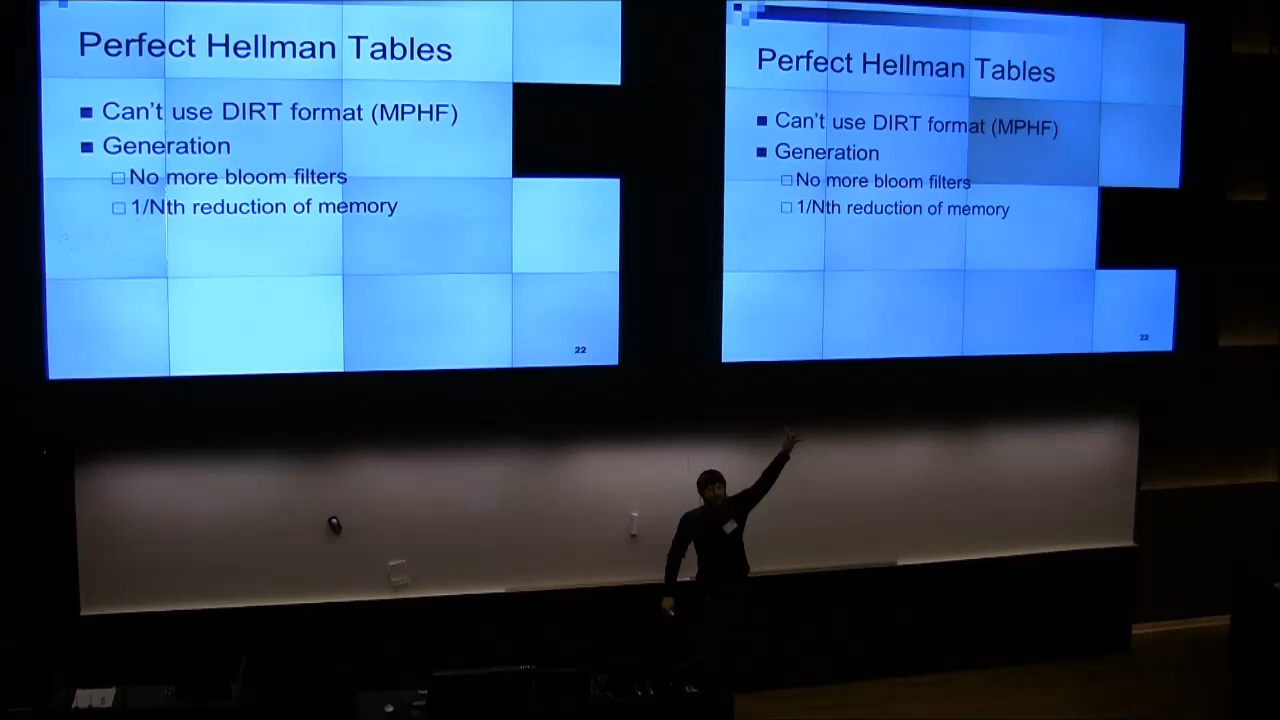 Perfect Hellman Tables
■ Can't use DIRT format (MPHF)
■ Generation
□ No more bloom filters
□ 1/Nth reduction of memory
22
Perfect Hellman Tables
■ Can't use DIRT format (MPHF)
■ Generation
□ No more bloom filters
□ 1/Nth reduction of memory
22